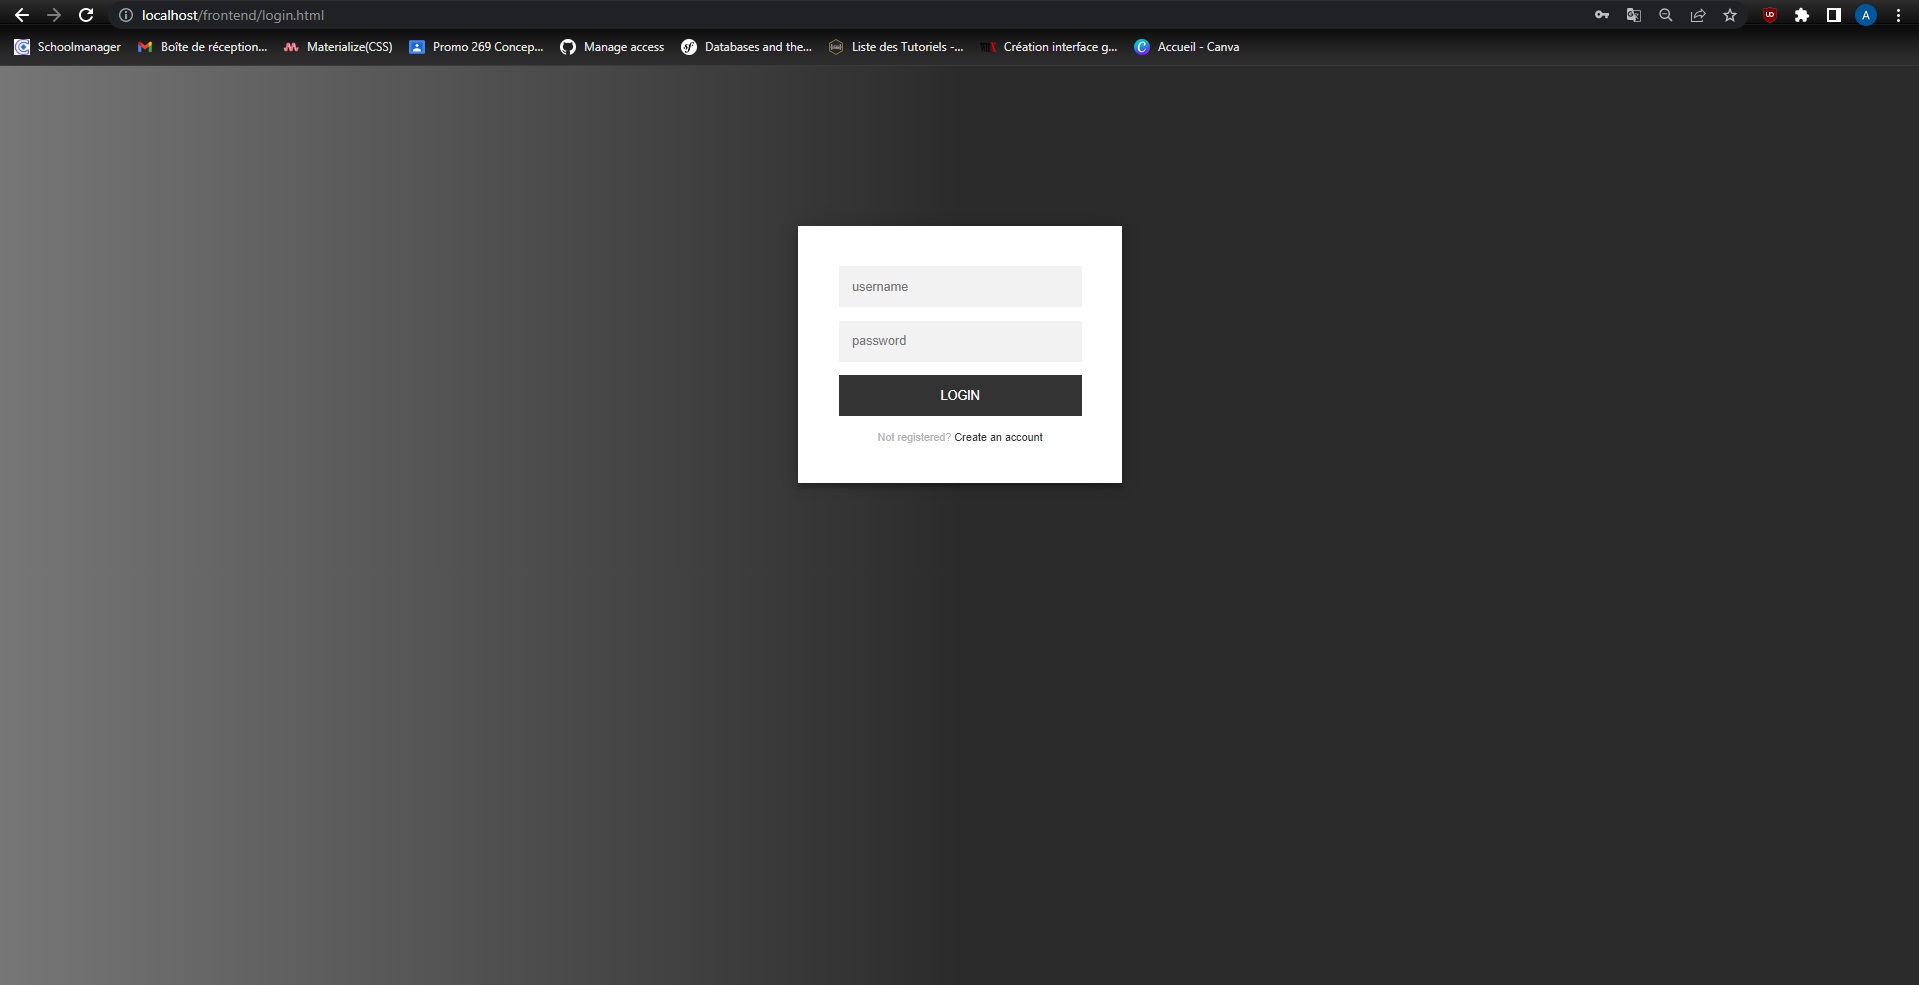 localhost/frontend/login.html
A
Schoolmanager Boîte de réception... Materialize(CSS) Promo 269 Concep... Manage access Databases and the... Liste des Tutoriels -... Création interface g... Accueil - Canva
username
password
LOGIN
Not registered? Create an account